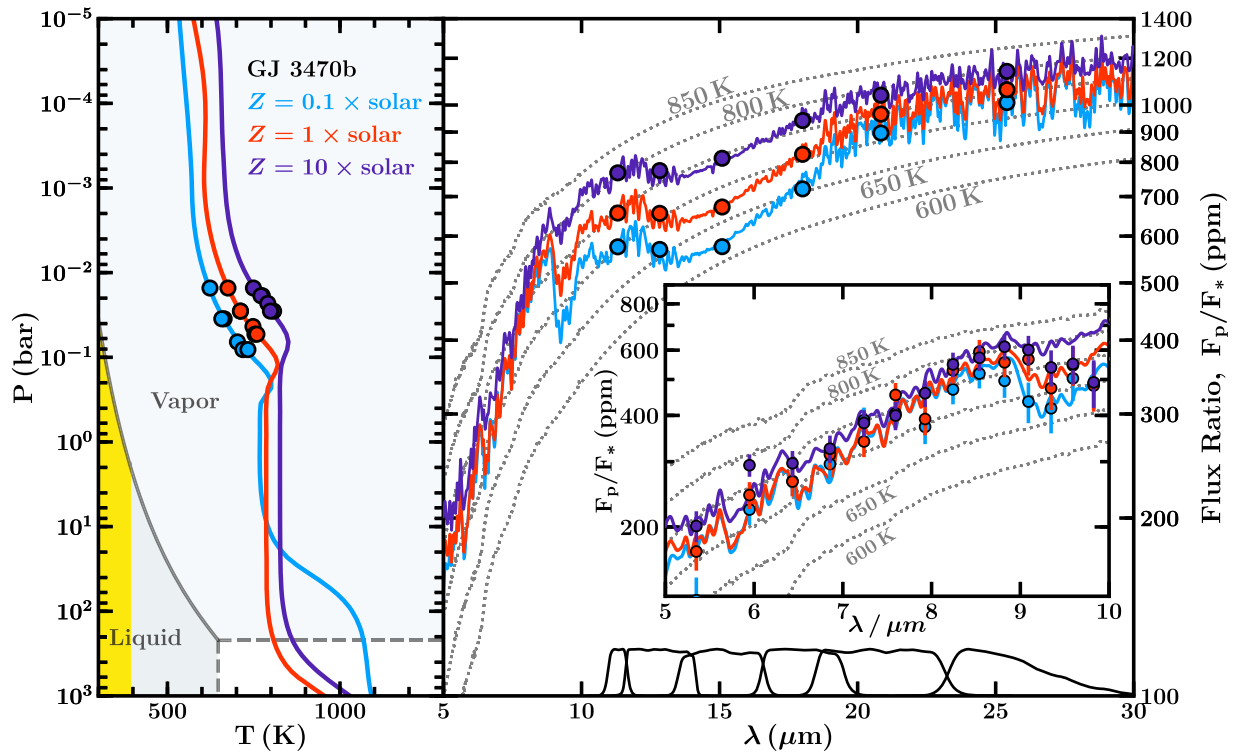 10⁻⁵
10⁻⁴
10⁻³
10⁻²
10⁻¹
10⁰
10¹
10²
10³
P (bar)
GJ 3470b
Z = 0.1 × solar
Z = 1 × solar
Z = 10 × solar
Vapor
Liquid
500
1000
T (K)
850 K
800 K
650 K
600 K
1400
1200
1000
900
800
700
600
500
400
300
200
100
Flux Ratio, Fₚ/F* (ppm)
800
600
400
200
Fₚ/F* (ppm)
850 K
800 K
650 K
600 K
5
6
7
8
9
10
λ / μm
5
10
15
20
25
30
λ (μm)